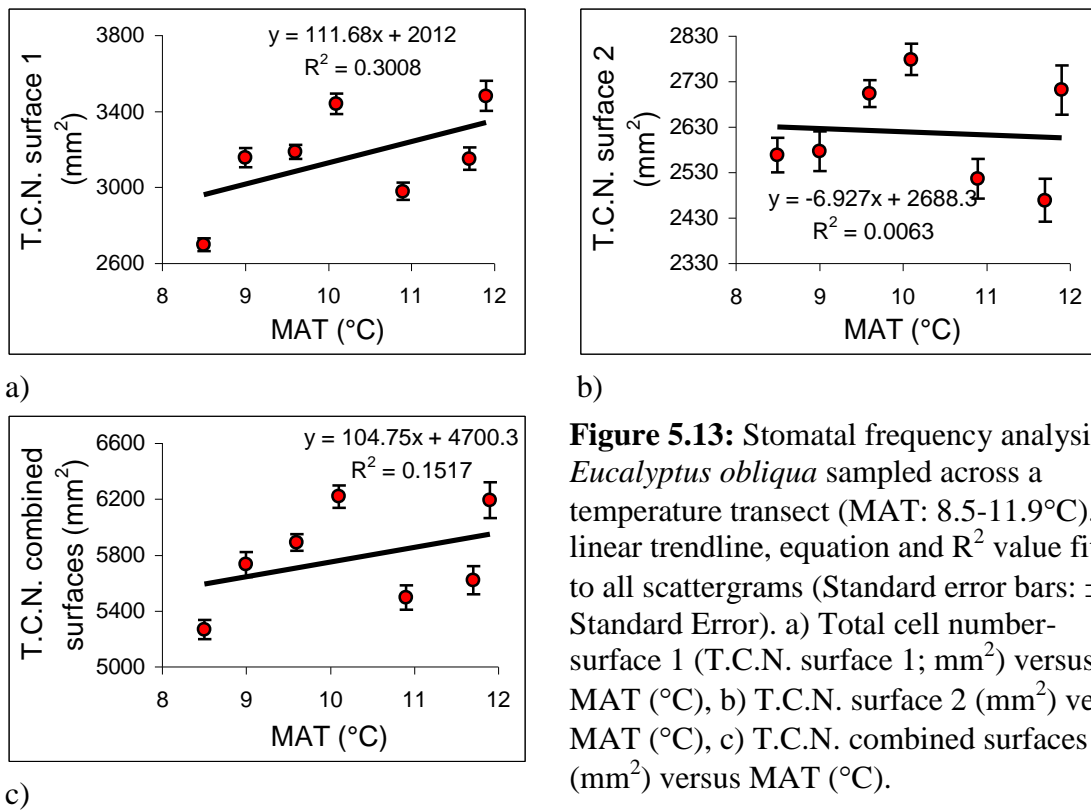 T.C.N. surface 1
(mm²)
3800
3400
3000
2600
y = 111.68x + 2012
R² = 0.3008
8 9 10 11 12
MAT (°C)
a)
T.C.N. surface 2
(mm²)
2830
2730
2630
2530
2430
2330
y = -6.927x + 2688.3
R² = 0.0063
8 9 10 11 12
MAT (°C)
b)
T.C.N. combined
surfaces (mm²)
6600
6200
5800
5400
5000
y = 104.75x + 4700.3
R² = 0.1517
8 9 10 11 12
MAT (°C)
c)
Figure 5.13: Stomatal frequency analysi
Eucalyptus obliqua sampled across a
temperature transect (MAT: 8.5-11.9°C).
linear trendline, equation and R² value fi
to all scattergrams (Standard error bars: ±
Standard Error). a) Total cell number-
surface 1 (T.C.N. surface 1; mm²) versus
MAT (°C), b) T.C.N. surface 2 (mm²) ve
MAT (°C), c) T.C.N. combined surfaces
(mm²) versus MAT (°C).